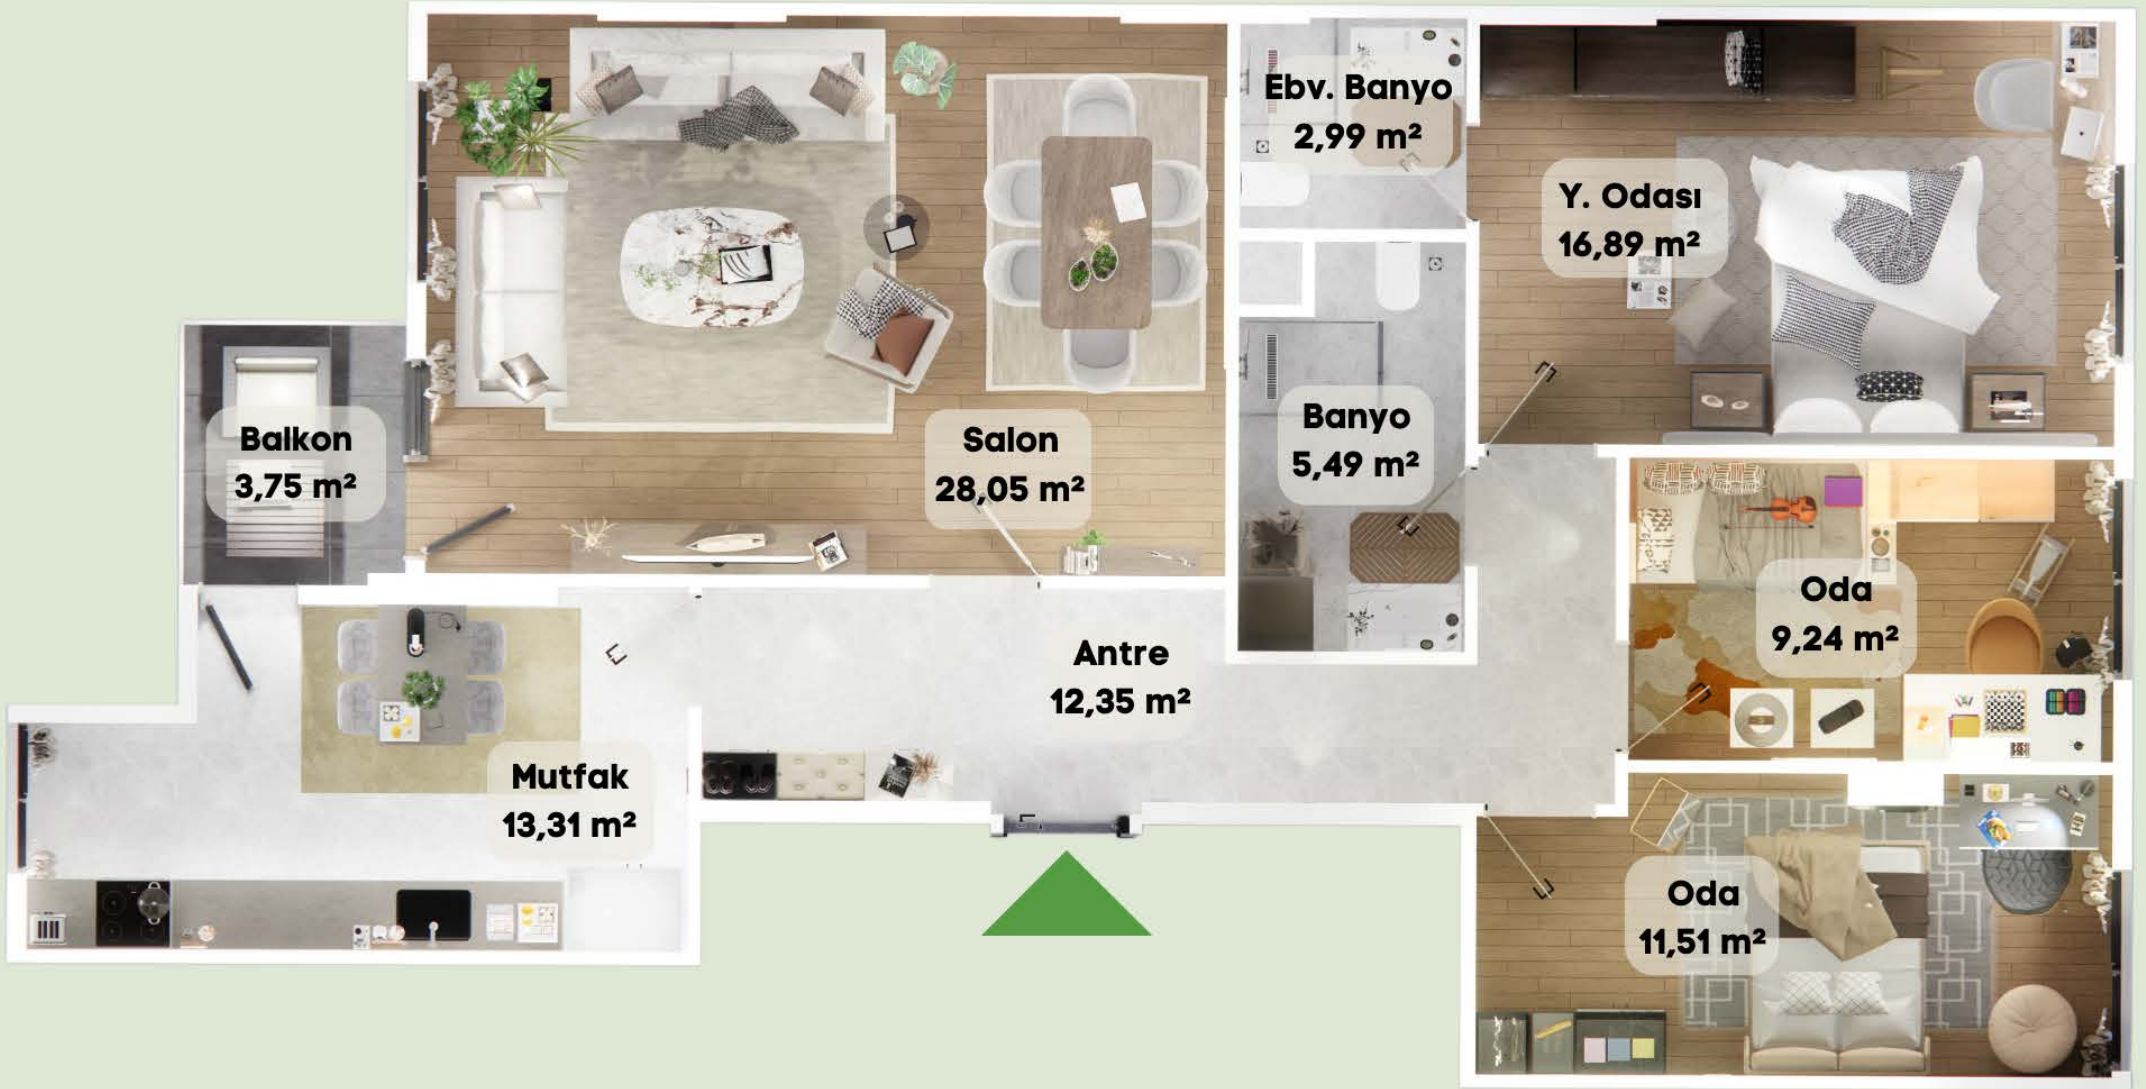 Ebv. Banyo
2,99 m²
Y. Odası
16,89 m²
Balkon
3,75 m²
Salon
28,05 m²
Banyo
5,49 m²
Oda
9,24 m²
Antre
12,35 m²
Mutfak
13,31 m²
Oda
11,51 m²